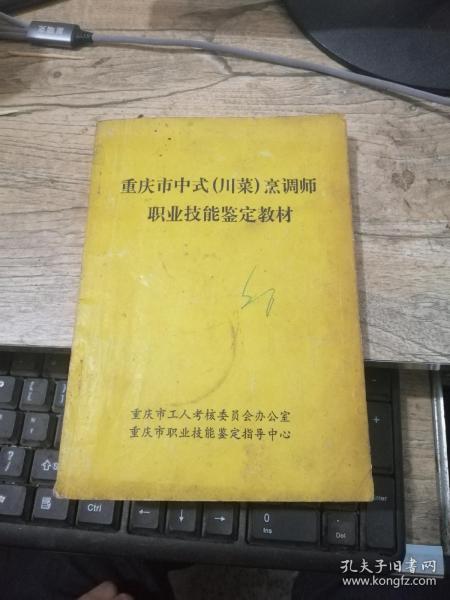 重庆市中式(川菜)烹调师
职业技能鉴定教材
重庆市工人考核委员会办公室
重庆市职业技能鉴定指导中心
Ctrl
0
Ins
.
Del
Enter
孔夫子旧书网
www.kongfz.com